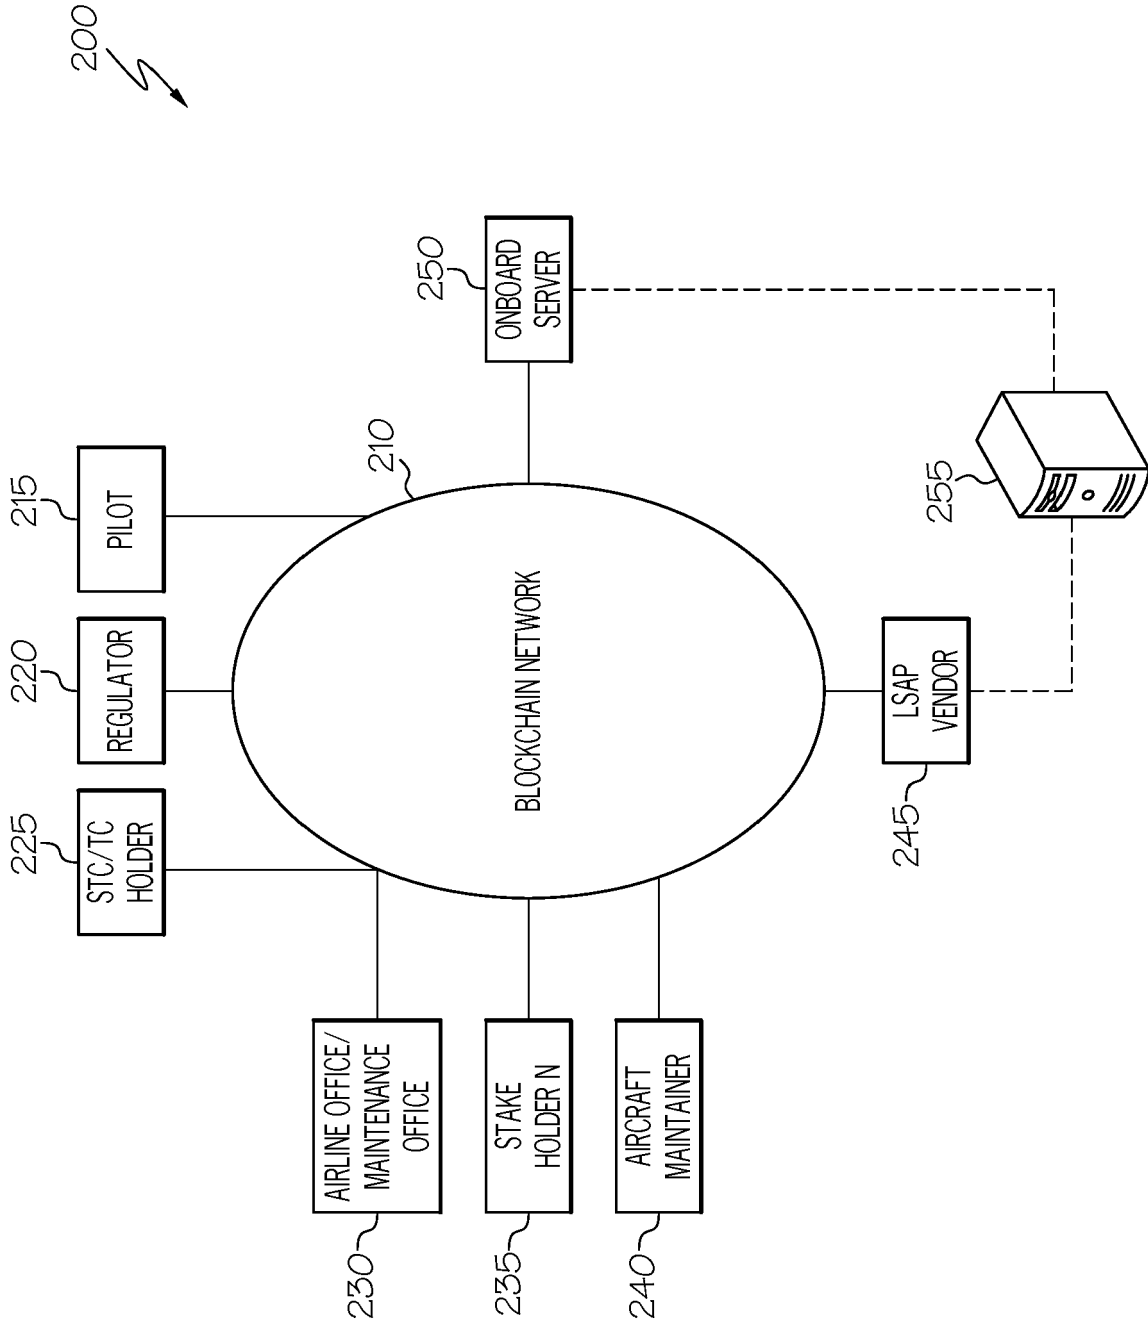 200
215
PILOT
220
REGULATOR
225
STC/TC
HOLDER
230
AIRLINE OFFICE/
MAINTENANCE
OFFICE
235
STAKE
HOLDER N
240
AIRCRAFT
MAINTAINER
210
BLOCKCHAIN NETWORK
250
ONBOARD
SERVER
245
LSAP
VENDOR
255